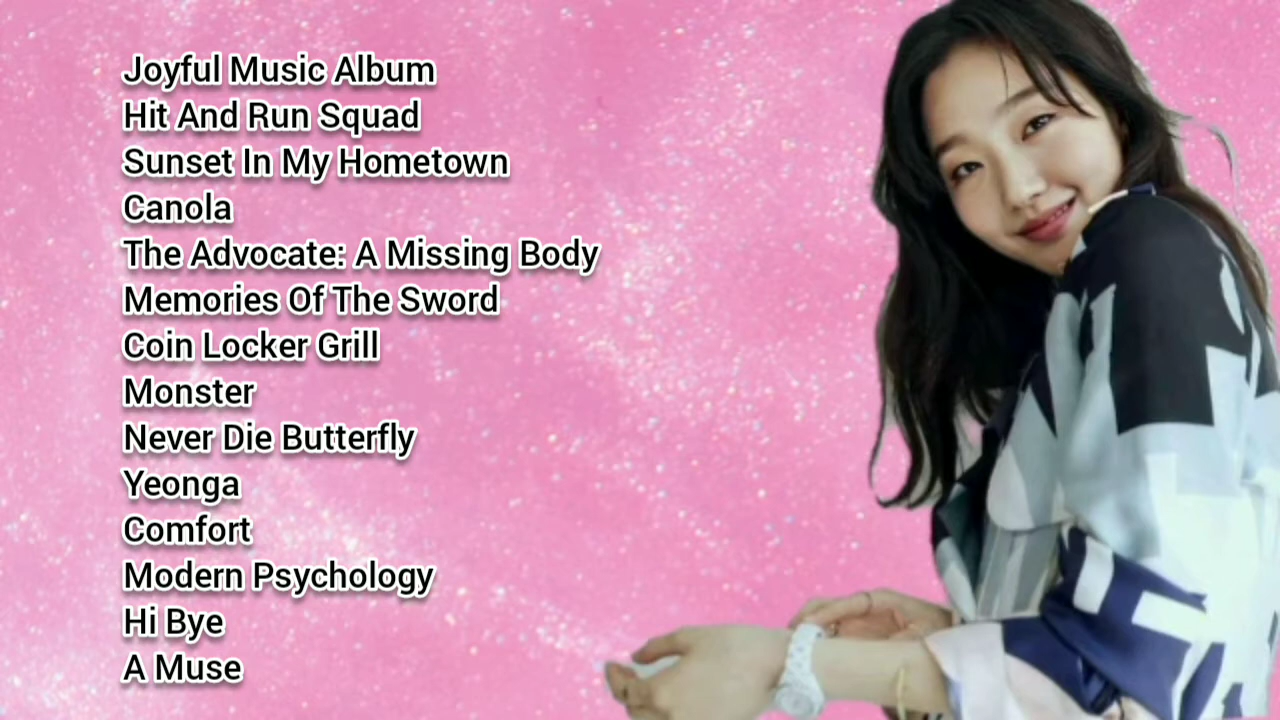 Joyful Music Album
Hit And Run Squad
Sunset In My Hometown
Canola
The Advocate: A Missing Body
Memories Of The Sword
Coin Locker Grill
Monster
Never Die Butterfly
Yeonga
Comfort
Modern Psychology
Hi Bye
A Muse